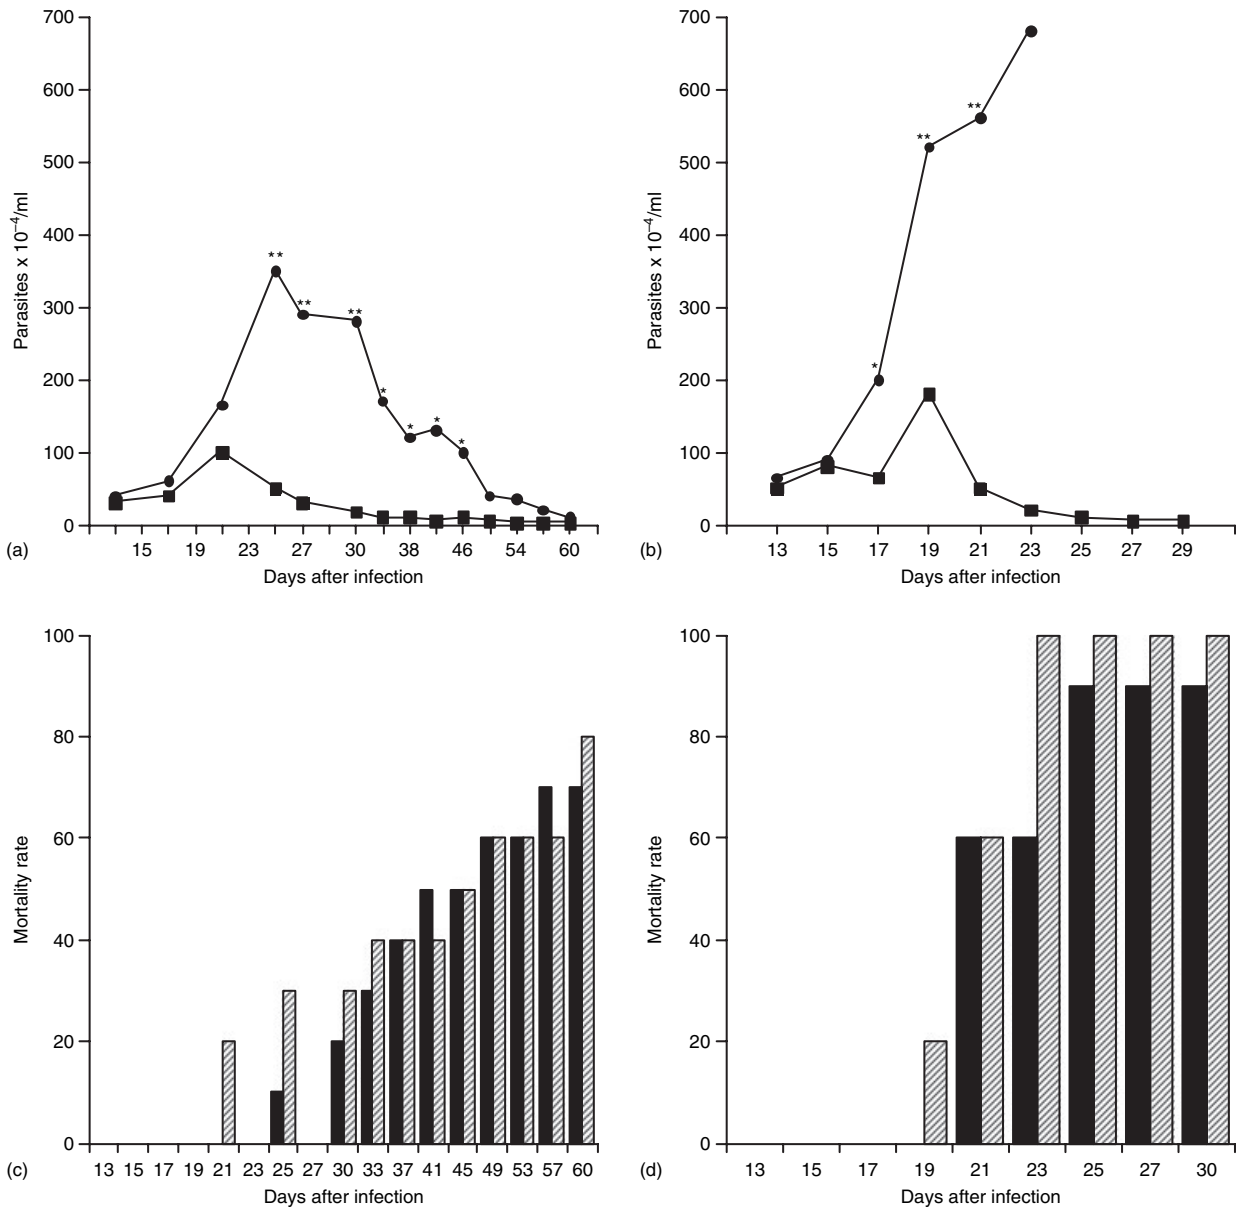 700
600
500
400
300
200
100
0
Parasites x 10⁻⁴/ml
**
**
**
*
*
*
*
15 19 23 27 30 38 46 54 60
(a)
Days after infection
700
600
500
400
300
200
100
0
Parasites x 10⁻⁴/ml
*
**
**
13 15 17 19 21 23 25 27 29
(b)
Days after infection
100
80
60
40
20
0
Mortality rate
13 15 17 19 21 23 25 27 30 33 37 41 45 49 53 57 60
(c)
Days after infection
100
80
60
40
20
0
Mortality rate
13 15 17 19 21 23 25 27 30
(d)
Days after infection